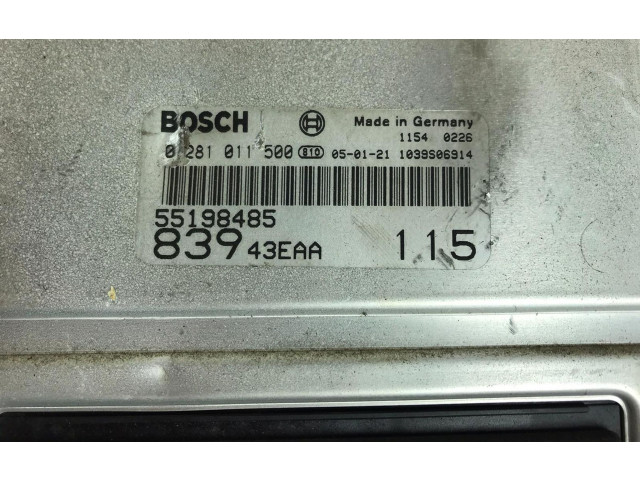 BOSCH Made in Germany
1154 0226
0 281 011 500 810 05-01-21 1039S06914
55198485
839 43EAA 115